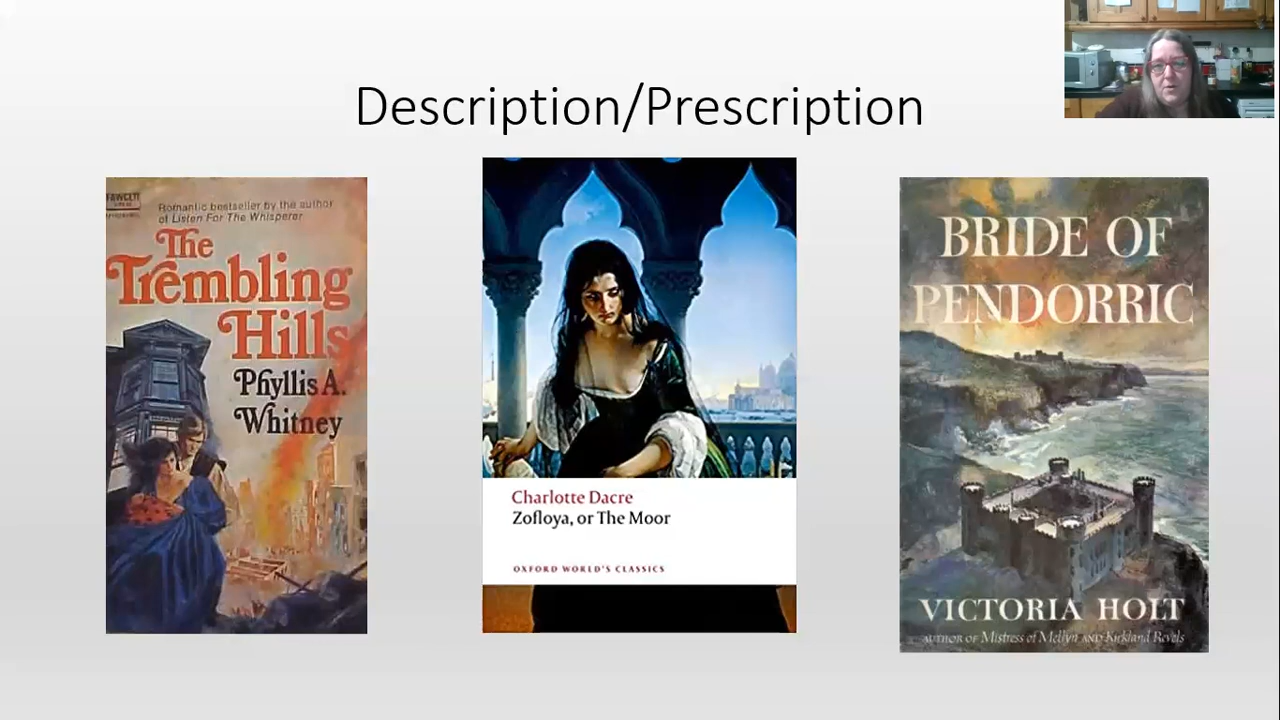 Description/Prescription
FAWCETT
Romantic bestseller by the author
of Listen For The Whisperer
The
Trembling
Hills
Phyllis A.
Whitney
Charlotte Dacre
Zofloya, or The Moor
OXFORD WORLD'S CLASSICS
BRIDE OF
PENDORRIC
VICTORIA HOLT
AUTHOR OF Mistress of Mellyn AND Kirkland Revels